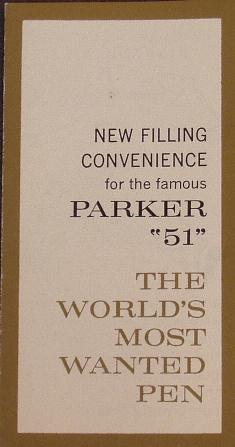 NEW FILLING
CONVENIENCE
for the famous
PARKER
“51”
THE
WORLD'S
MOST
WANTED
PEN